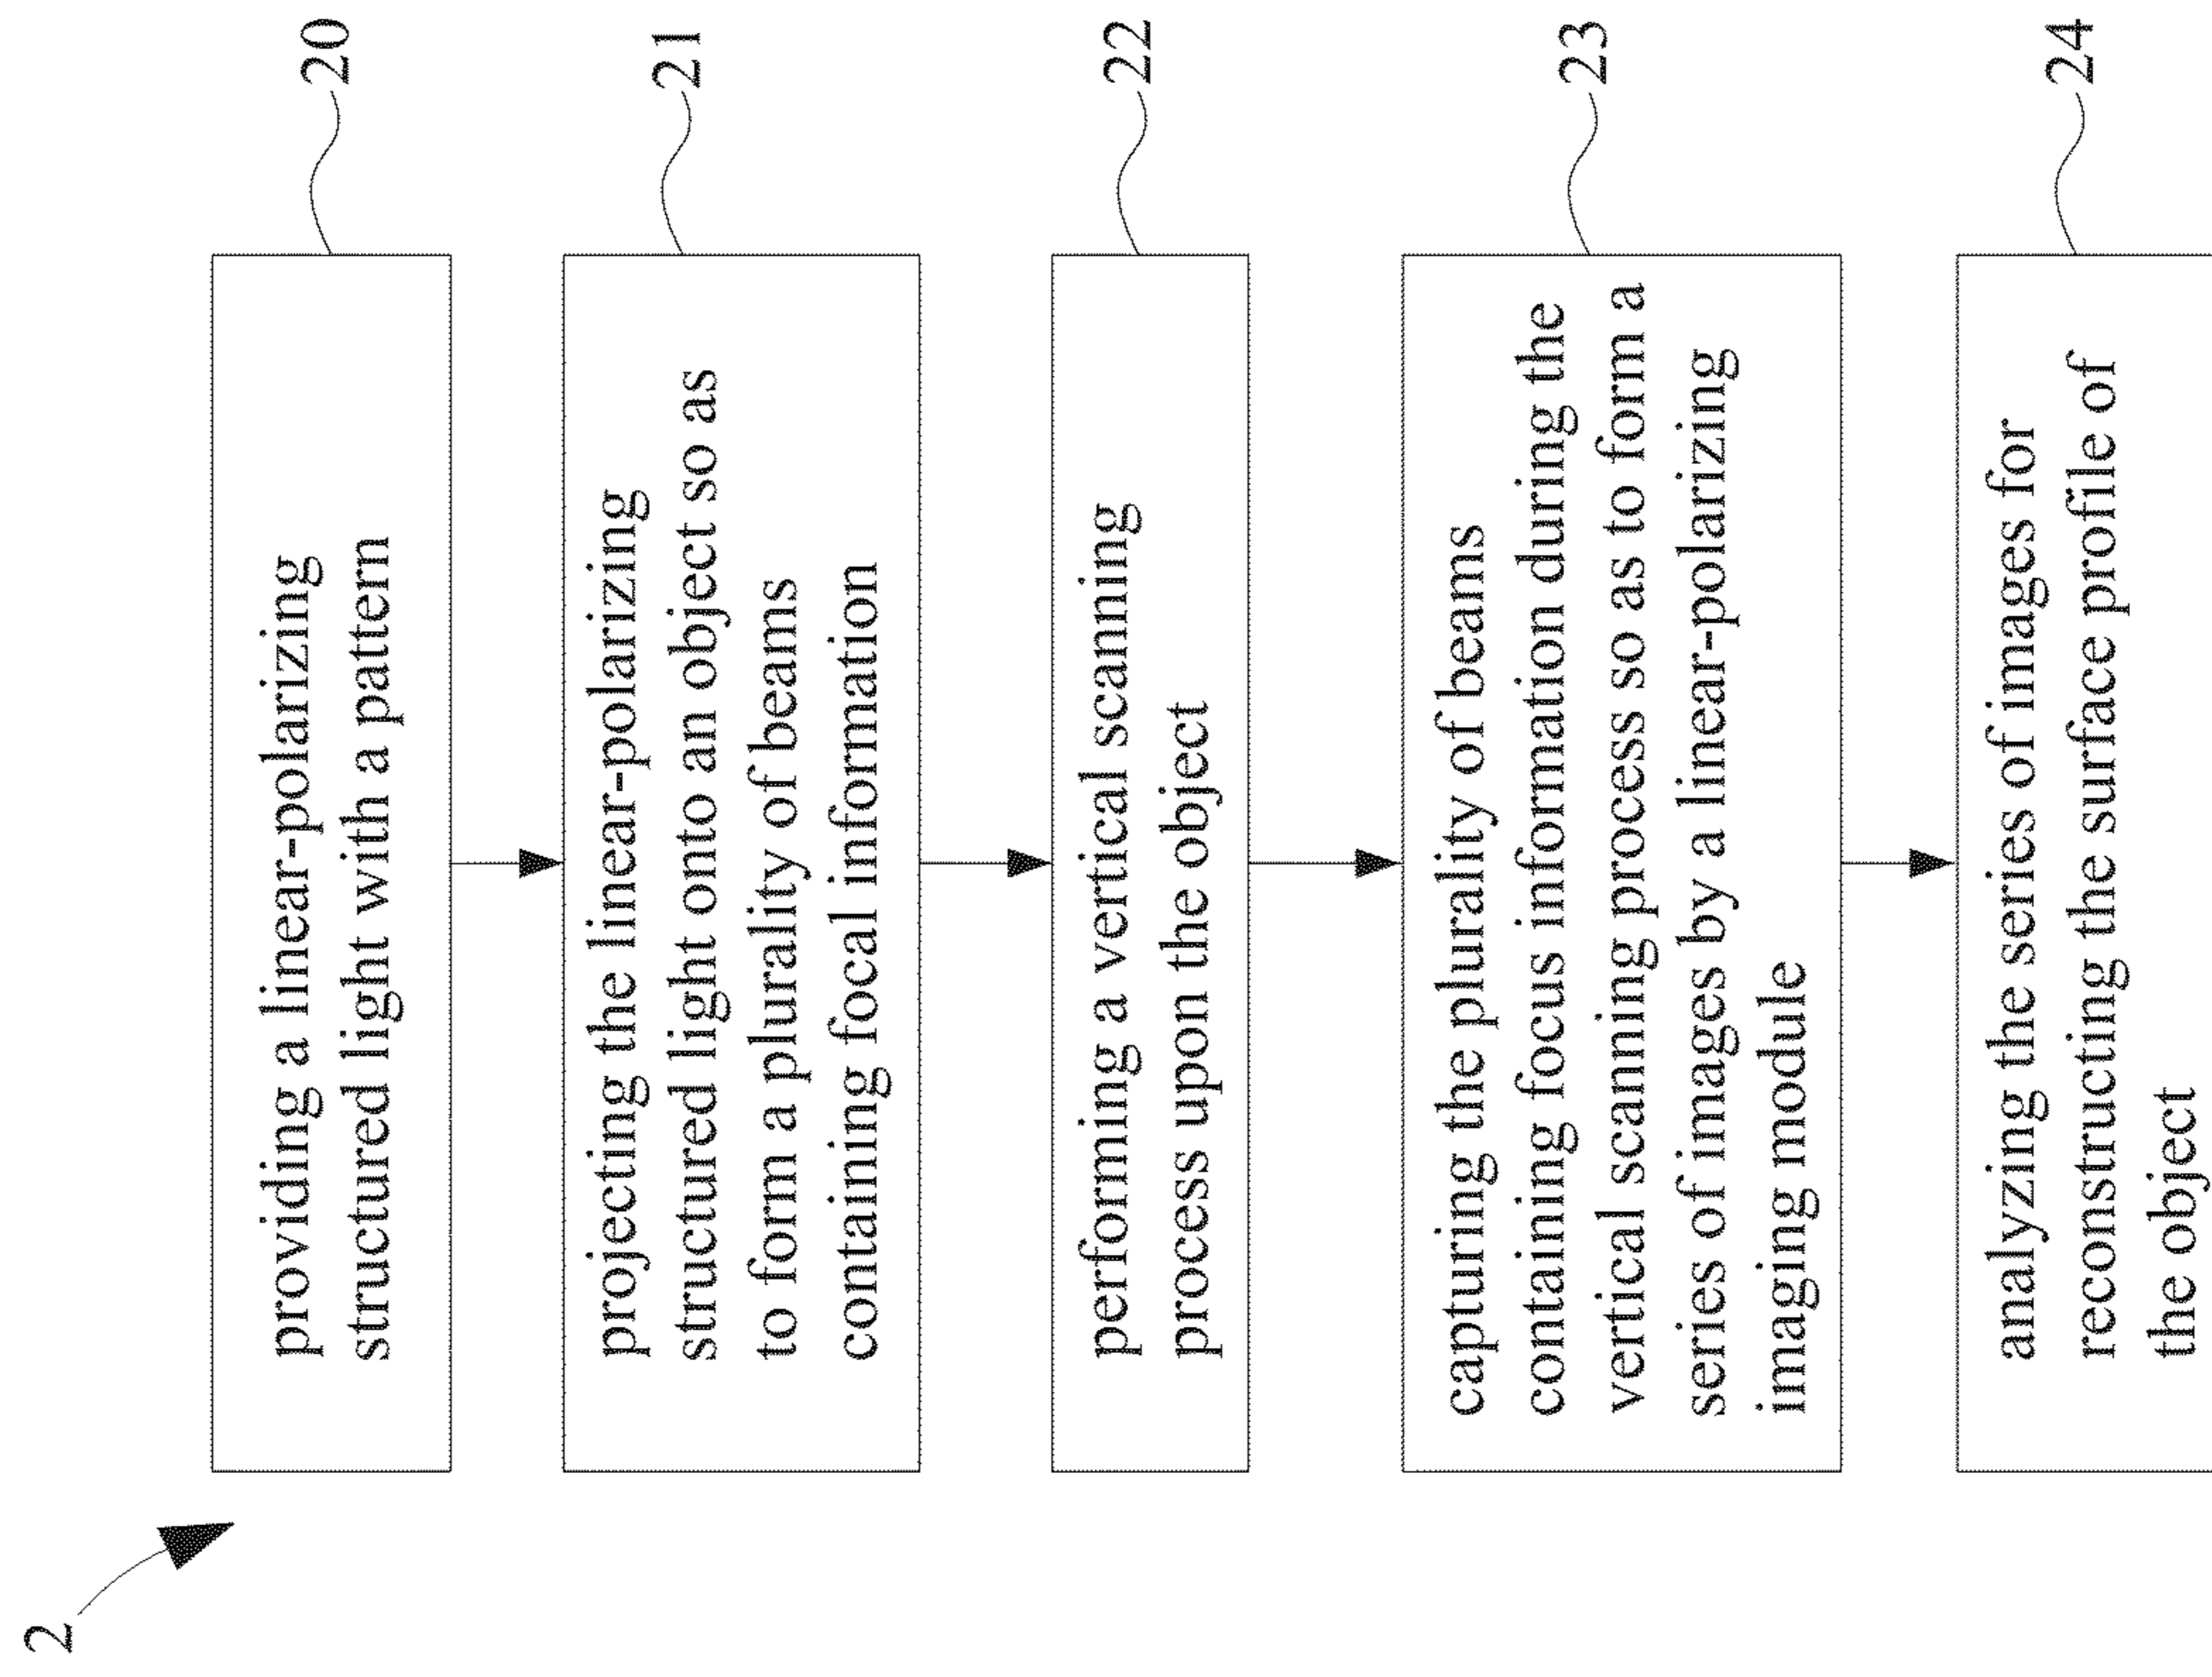 2
providing a linear-polarizing
structured light with a pattern
20
projecting the linear-polarizing
structured light onto an object so as
to form a plurality of beams
containing focal information
21
performing a vertical scanning
process upon the object
22
capturing the plurality of beams
containing focus information during the
vertical scanning process so as to form a
series of images by a linear-polarizing
imaging module
23
analyzing the series of images for
reconstructing the surface profile of
the object
24